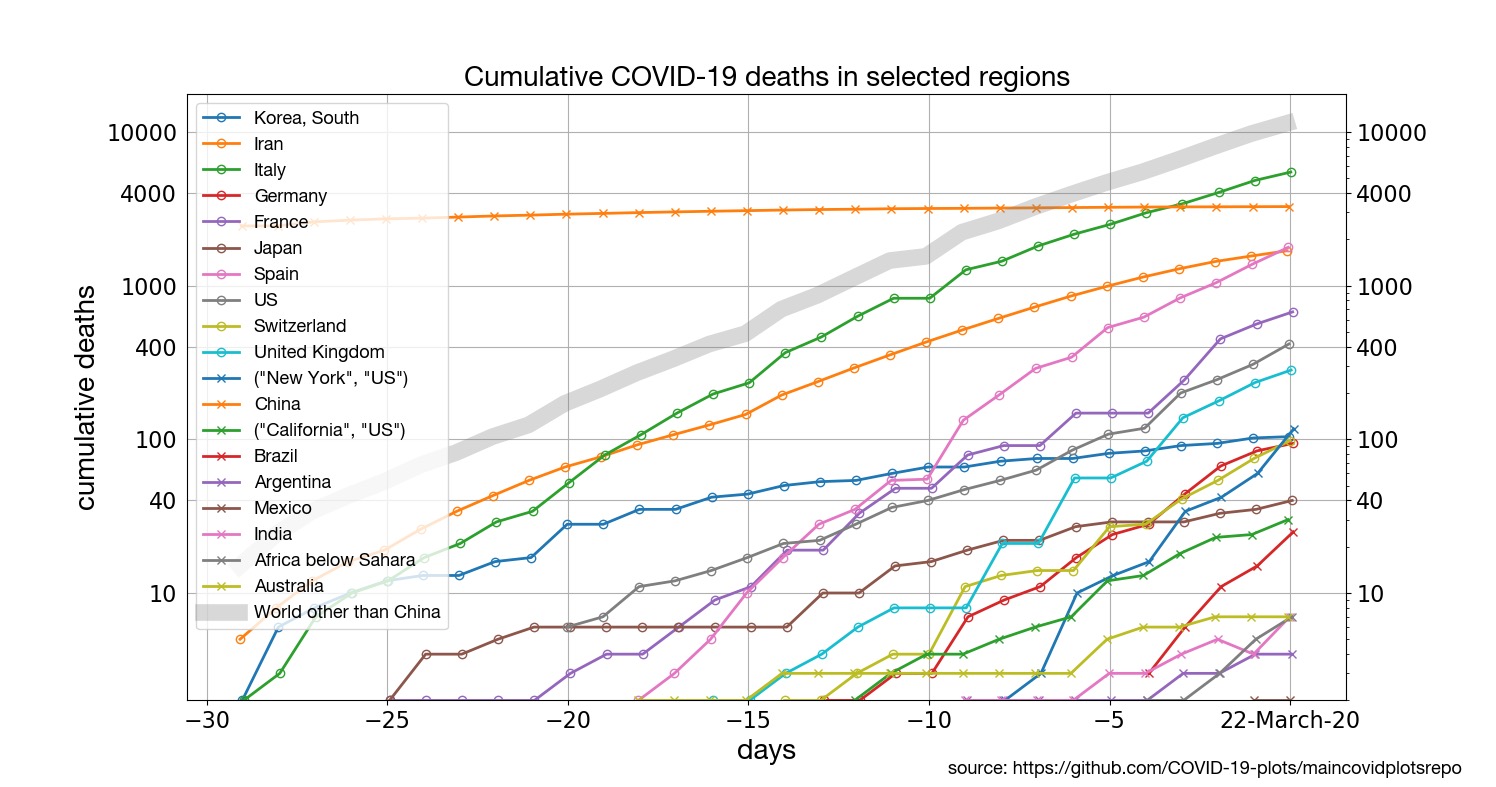 Cumulative COVID-19 deaths in selected regions
cumulative deaths
10000
4000
1000
400
100
40
10
Korea, South
Iran
Italy
Germany
France
Japan
Spain
US
Switzerland
United Kingdom
("New York", "US")
China
("California", "US")
Brazil
Argentina
Mexico
India
Africa below Sahara
Australia
World other than China
10000
4000
1000
400
100
40
10
−30 −25 −20 −15 −10 −5 22-March-20
days
source: https://github.com/COVID-19-plots/maincovidplotsrepo